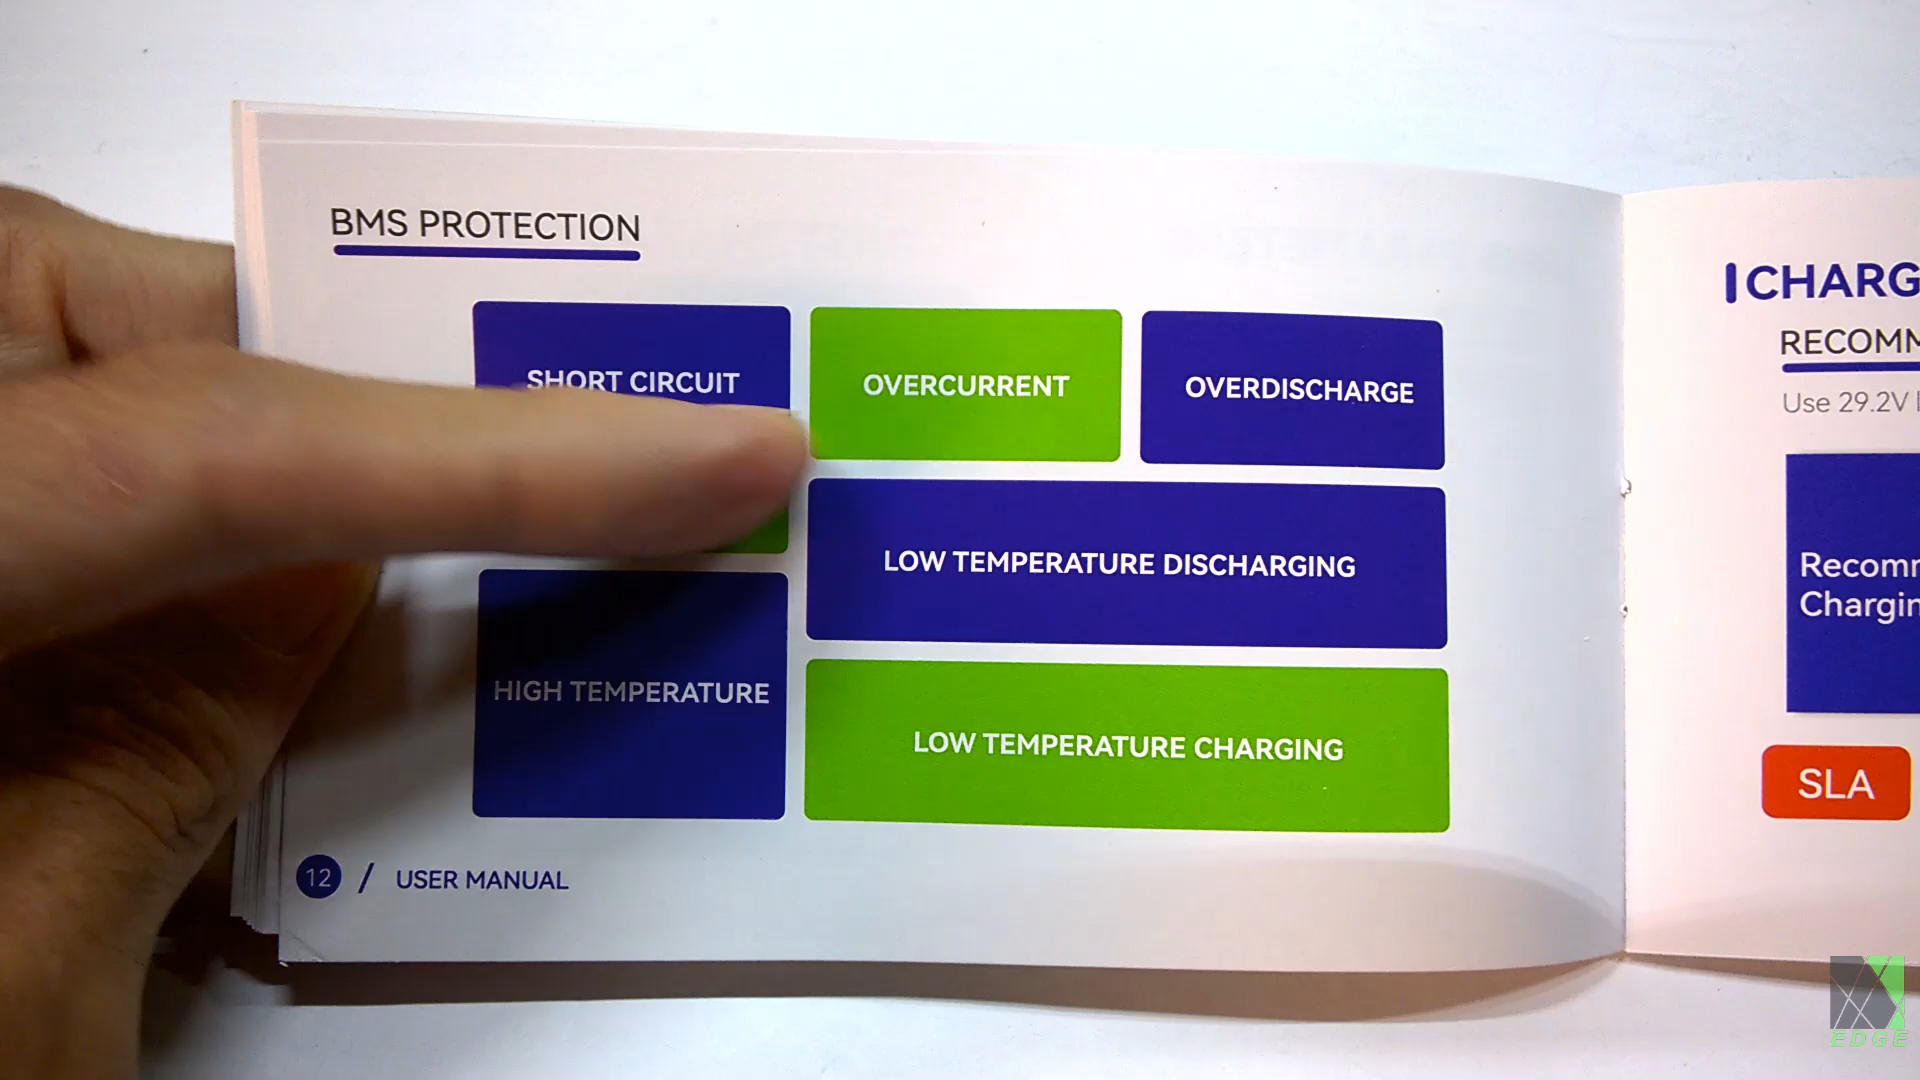 BMS PROTECTION
SHORT CIRCUIT
OVERCURRENT
OVERDISCHARGE
LOW TEMPERATURE DISCHARGING
HIGH TEMPERATURE
LOW TEMPERATURE CHARGING
12 / USER MANUAL
CHARG
RECOMM
Use 29.2V
Recomm
Chargin
SLA
EDGE